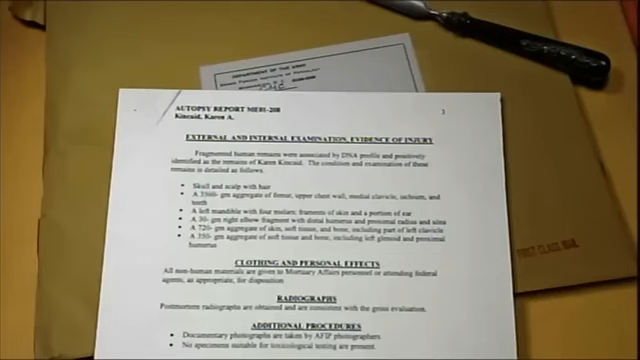 DEPARTMENT OF THE ARMY
AUTOPSY REPORT ME01-208
Kincaid, Karen A.
3
EXTERNAL AND INTERNAL EXAMINATION, EVIDENCE OF INJURY
Fragmented human remains were associated by DNA profile and positively
identified as the remains of Karen Kincaid. The condition and examination of these
remains is detailed as follows.
• Skull and scalp with hair
• A 3500- gm aggregate of femur, upper chest wall, medial clavicle, ischium, and
teeth
• A left mandible with four molars; fragments of skin and a portion of ear
• A 30- gm right elbow fragment with distal humerus and proximal radius and ulna
• A 720- gm aggregate of skin, soft tissue, and bone, including part of left clavicle
• A 350- gm aggregate of soft tissue and bone, including left glenoid and proximal
humerus
CLOTHING AND PERSONAL EFFECTS
All non-human materials are given to Mortuary Affairs personnel or attending federal
agents, as appropriate, for disposition
RADIOGRAPHS
Postmortem radiographs are obtained and are consistent with the gross evaluation.
ADDITIONAL PROCEDURES
• Documentary photographs are taken by AFIP photographers
• No specimens suitable for toxicological testing are present.
FIRST CLASS MAIL